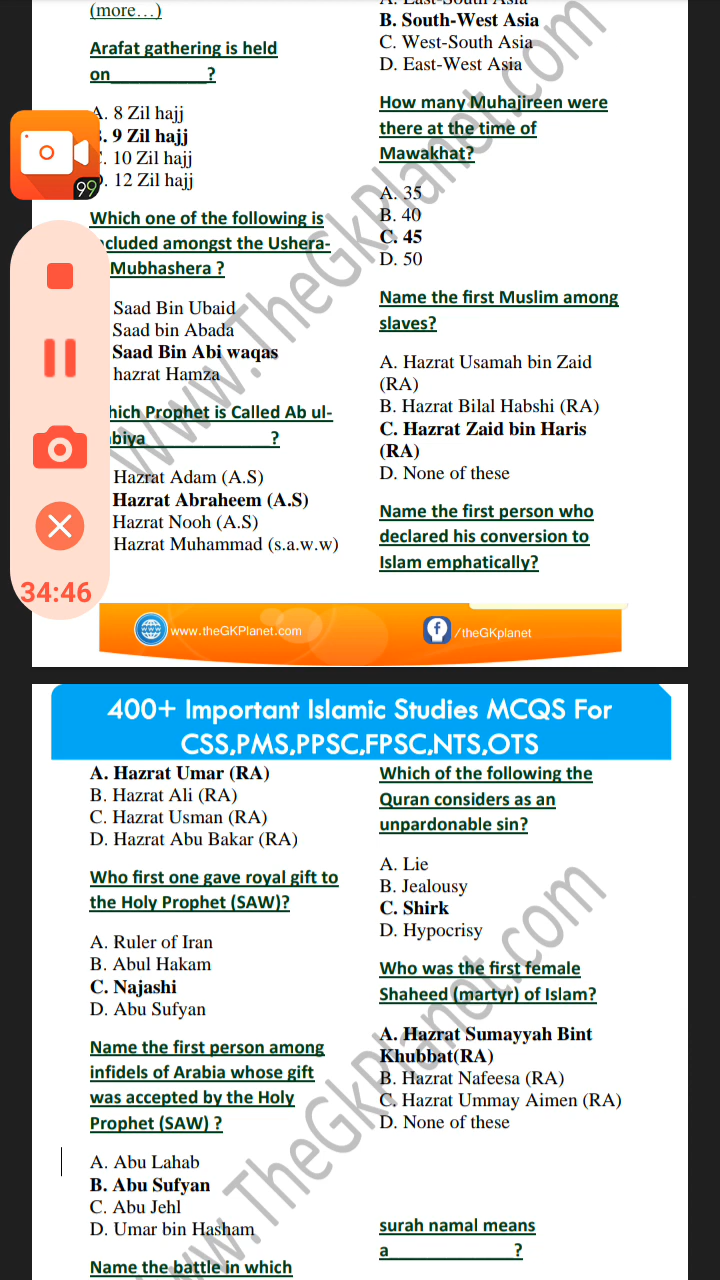 (more…)
Arafat gathering is held
on__________?
A. 8 Zil hajj
. 9 Zil hajj
. 10 Zil hajj
. 12 Zil hajj
Which one of the following is
cluded amongst the Ushera-
Mubhashera ?
Saad Bin Ubaid
Saad bin Abada
Saad Bin Abi waqas
hazrat Hamza
hich Prophet is Called Ab ul-
biya_____________?
Hazrat Adam (A.S)
Hazrat Abraheem (A.S)
Hazrat Nooh (A.S)
Hazrat Muhammad (s.a.w.w)
B. South-West Asia
C. West-South Asia
D. East-West Asia
How many Muhajireen were
there at the time of
Mawakhat?
A. 35
B. 40
C. 45
D. 50
Name the first Muslim among
slaves?
A. Hazrat Usamah bin Zaid
(RA)
B. Hazrat Bilal Habshi (RA)
C. Hazrat Zaid bin Haris
(RA)
D. None of these
Name the first person who
declared his conversion to
Islam emphatically?
99
34:46
www.TheGkPlanet.com
www.theGKPlanet.com
/theGKplanet
400+ Important Islamic Studies MCQS For
CSS,PMS,PPSC,FPSC,NTS,OTS
A. Hazrat Umar (RA)
B. Hazrat Ali (RA)
C. Hazrat Usman (RA)
D. Hazrat Abu Bakar (RA)
Who first one gave royal gift to
the Holy Prophet (SAW)?
A. Ruler of Iran
B. Abul Hakam
C. Najashi
D. Abu Sufyan
Name the first person among
infidels of Arabia whose gift
was accepted by the Holy
Prophet (SAW) ?
A. Abu Lahab
B. Abu Sufyan
C. Abu Jehl
D. Umar bin Hasham
Name the battle in which
Which of the following the
Quran considers as an
unpardonable sin?
A. Lie
B. Jealousy
C. Shirk
D. Hypocrisy
Who was the first female
Shaheed (martyr) of Islam?
A. Hazrat Sumayyah Bint
Khubbat(RA)
B. Hazrat Nafeesa (RA)
C. Hazrat Ummay Aimen (RA)
D. None of these
surah namal means
a_____________?
www.TheGkPlanet.com